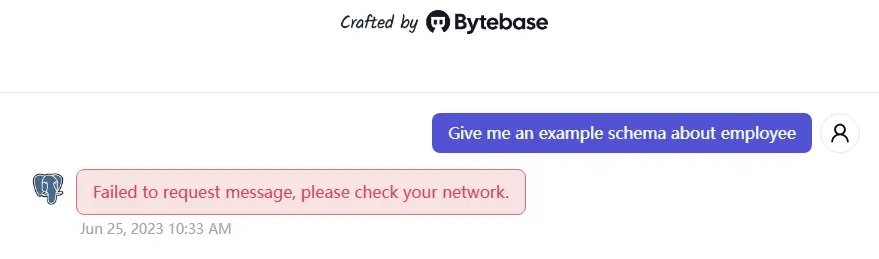 Crafted by Bytebase
Give me an example schema about employee
Failed to request message, please check your network.
Jun 25, 2023 10:33 AM